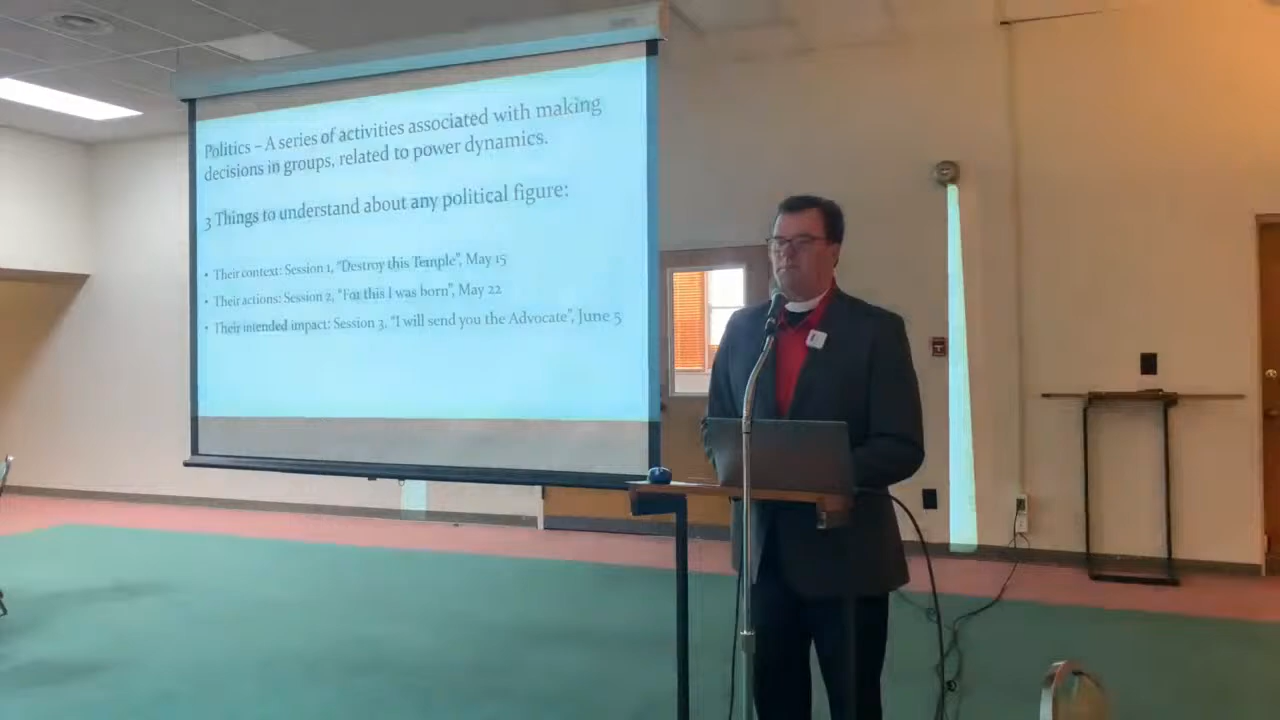 Politics – A series of activities associated with making
decisions in groups, related to power dynamics.
3 Things to understand about any political figure:
• Their context: Session 1, “Destroy this Temple”, May 15
• Their actions: Session 2, “For this I was born”, May 22
• Their intended impact: Session 3. “I will send you the Advocate”, June 5